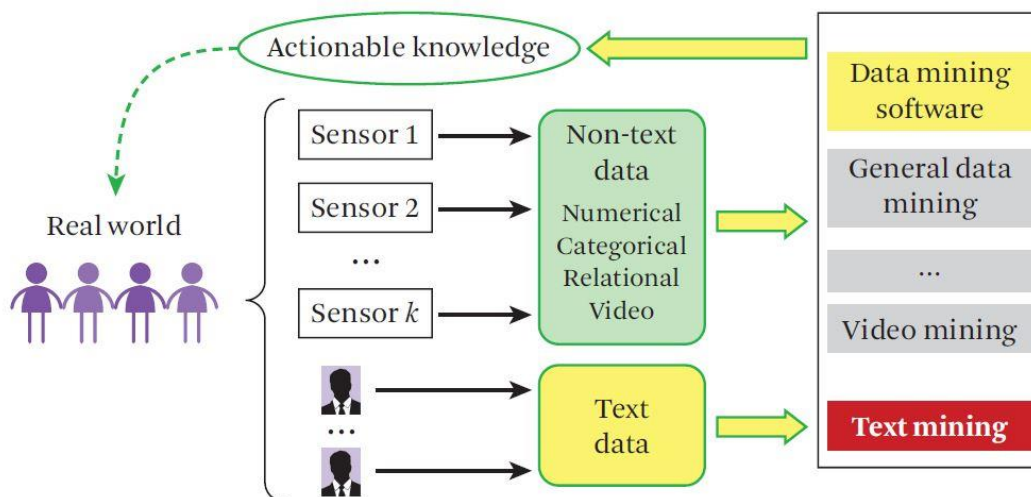 Actionable knowledge
Real world
Sensor 1
Sensor 2
...
Sensor k
...
Non-text
data
Numerical
Categorical
Relational
Video
Text
data
Data mining
software
General data
mining
...
Video mining
Text mining